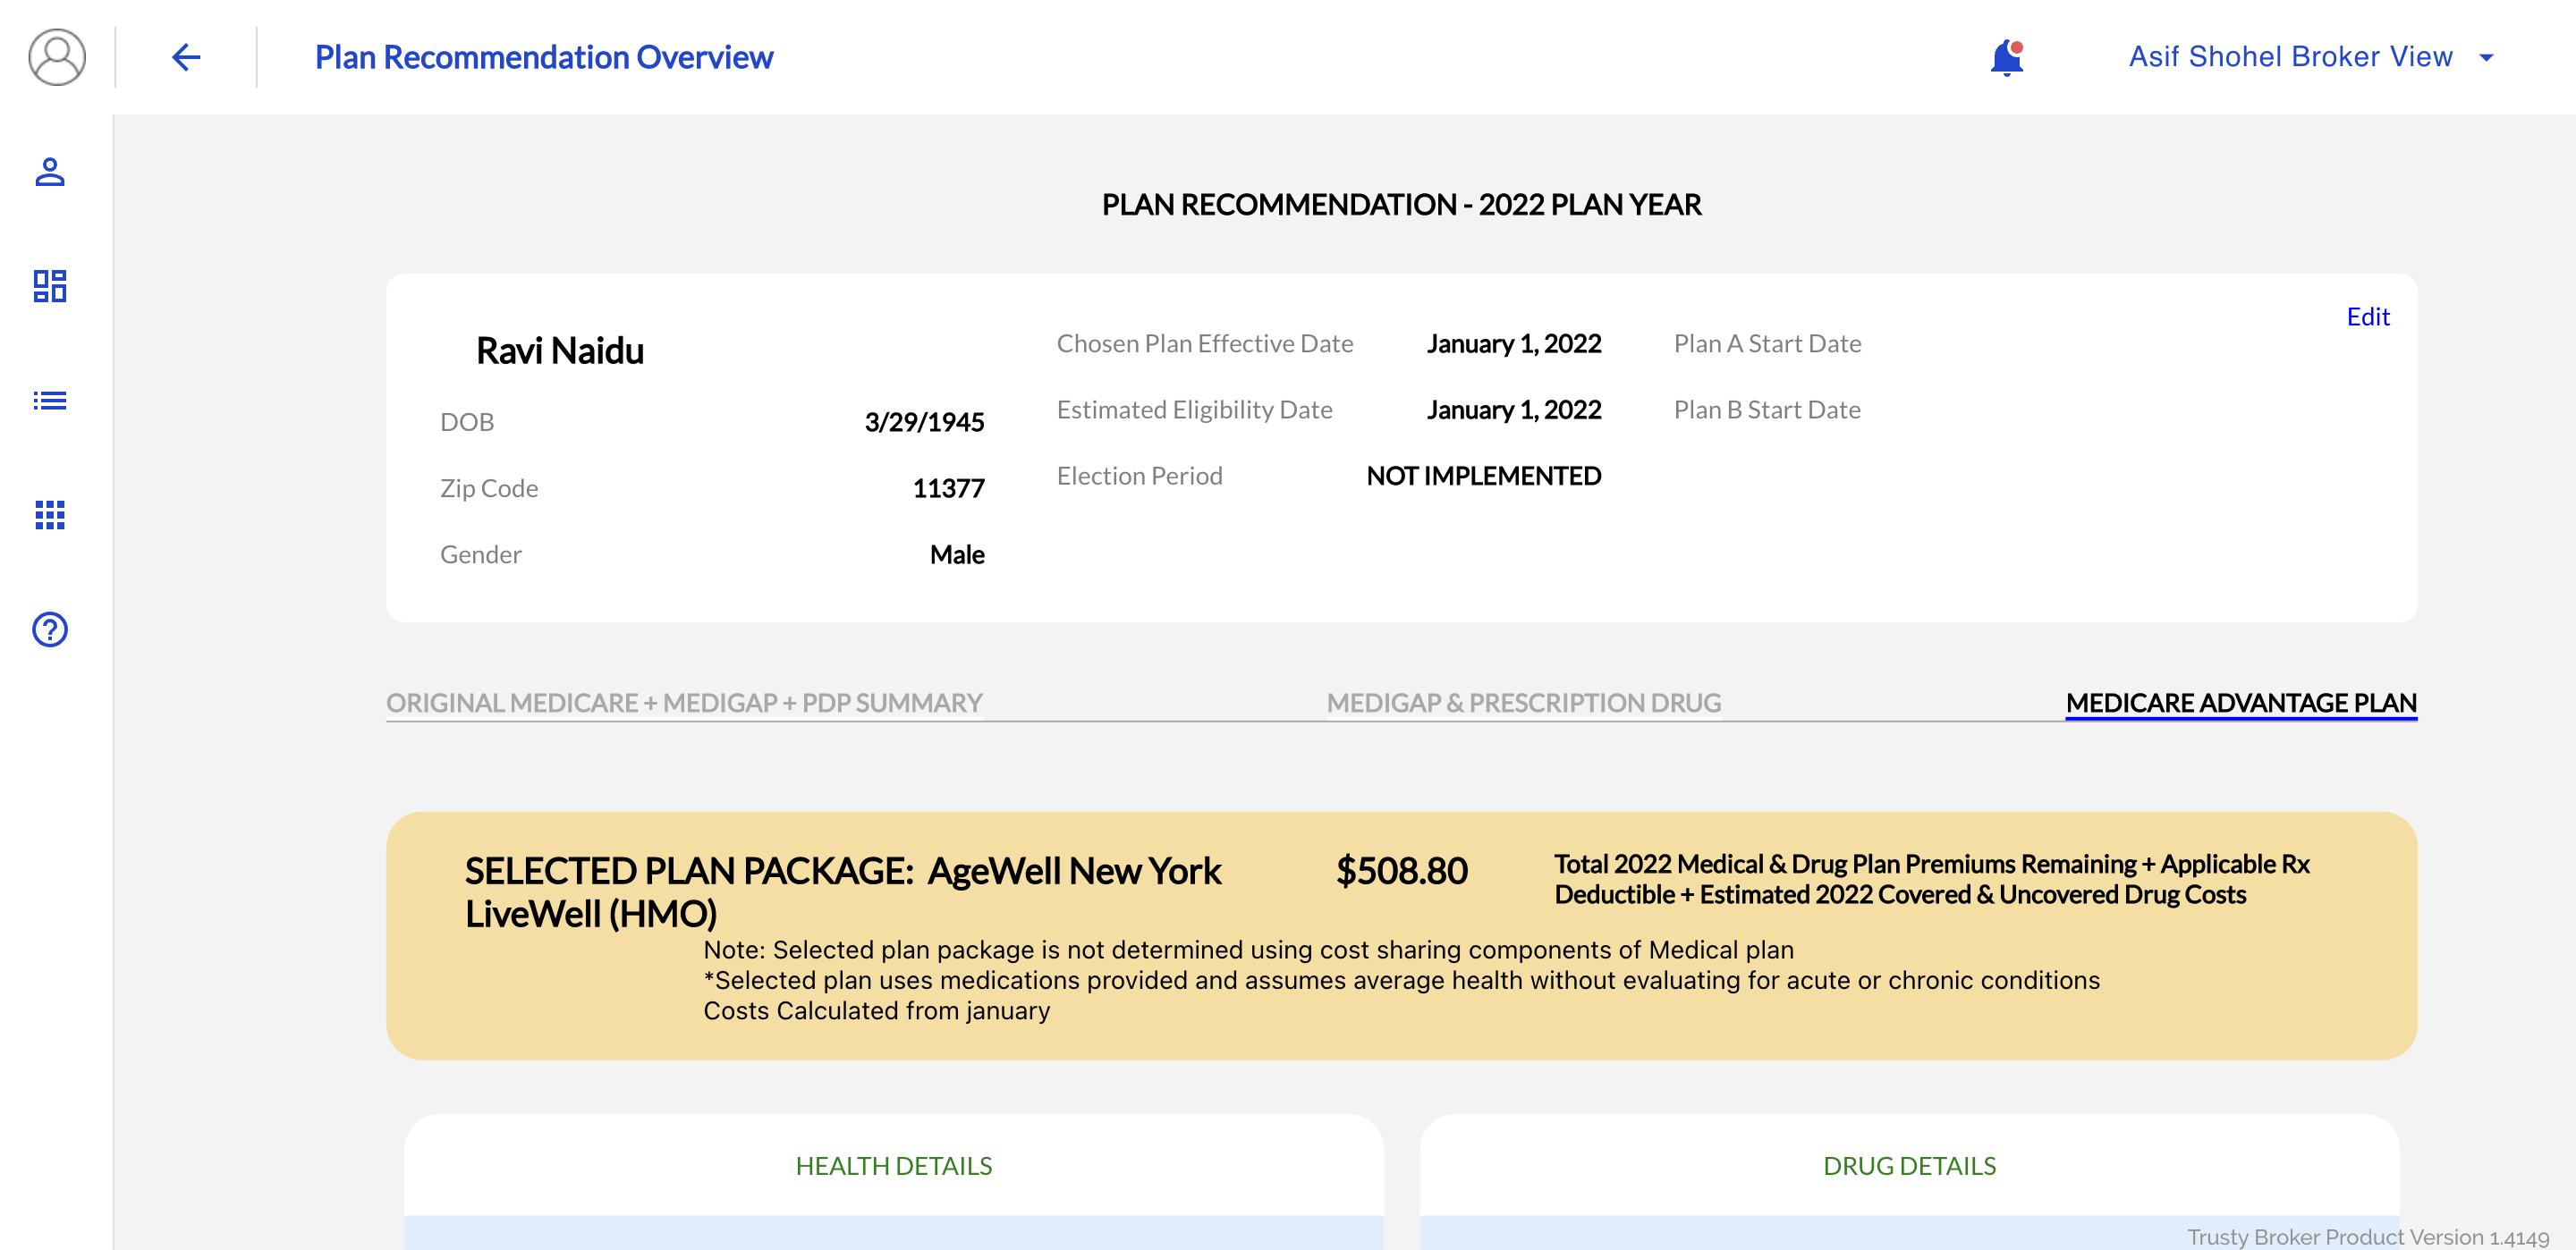 Plan Recommendation Overview
Asif Shohel Broker View
PLAN RECOMMENDATION - 2022 PLAN YEAR
Edit
Ravi Naidu
DOB 3/29/1945
Zip Code 11377
Gender Male
Chosen Plan Effective Date January 1, 2022
Estimated Eligibility Date January 1, 2022
Election Period NOT IMPLEMENTED
Plan A Start Date
Plan B Start Date
ORIGINAL MEDICARE + MEDIGAP + PDP SUMMARY
MEDIGAP & PRESCRIPTION DRUG
MEDICARE ADVANTAGE PLAN
SELECTED PLAN PACKAGE: AgeWell New York
LiveWell (HMO)
$508.80
Total 2022 Medical & Drug Plan Premiums Remaining + Applicable Rx
Deductible + Estimated 2022 Covered & Uncovered Drug Costs
Note: Selected plan package is not determined using cost sharing components of Medical plan
*Selected plan uses medications provided and assumes average health without evaluating for acute or chronic conditions
Costs Calculated from january
HEALTH DETAILS
DRUG DETAILS
Trusty Broker Product Version 1.4149